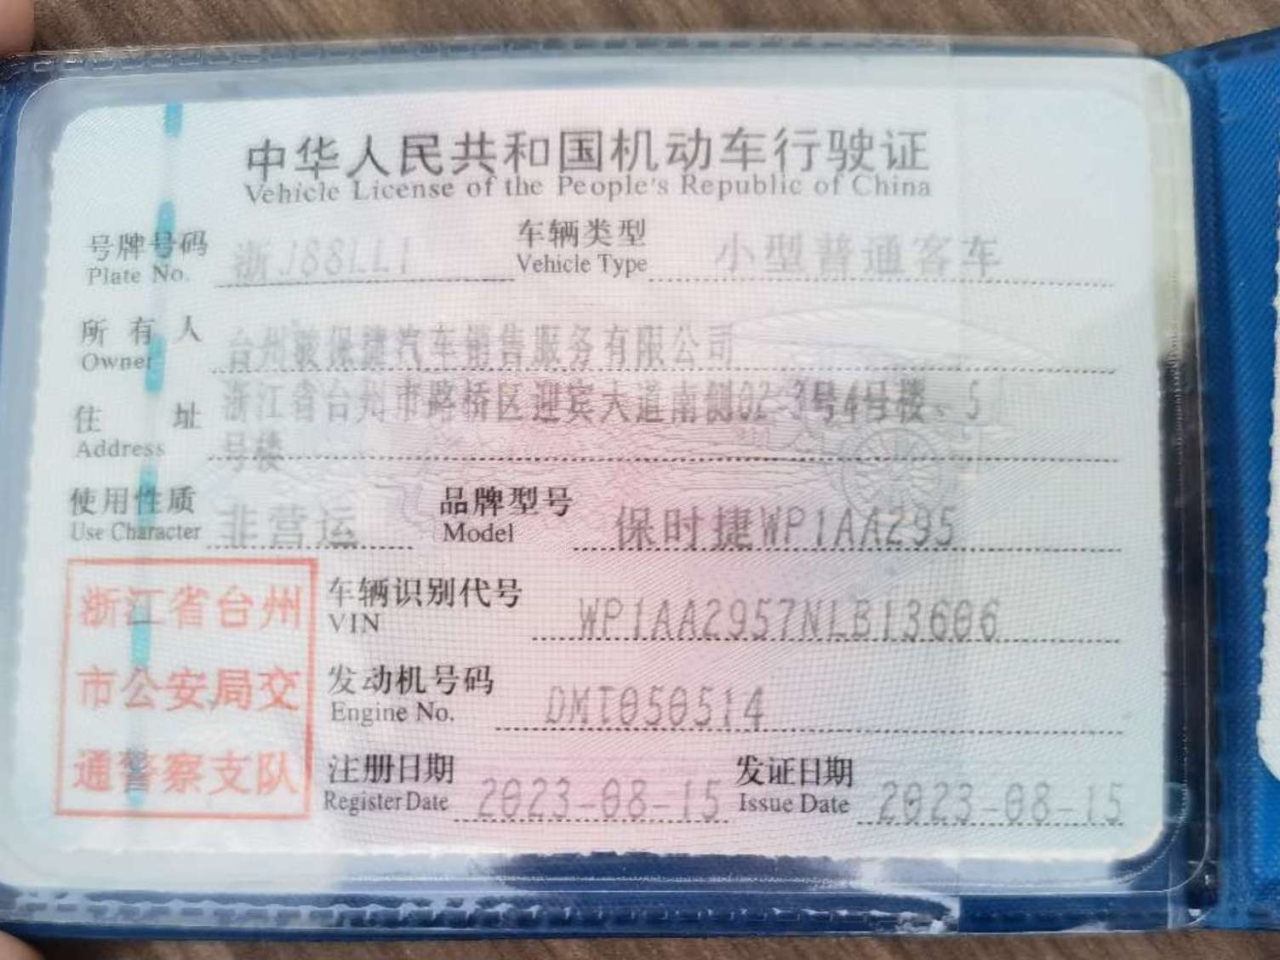 中华人民共和国机动车行驶证
Vehicle License of the People's Republic of China
号牌号码 浙J88LL1 车辆类型 小型普通客车
Plate No. Vehicle Type
所有人 台州骏保捷汽车销售服务有限公司
Owner
住址 浙江省台州市路桥区迎宾大道南侧02-3号4号楼、5
Address 号楼
使用性质 非营运 品牌型号 保时捷WP1AA295
Use Character Model
浙江省台州
市公安局交
通警察支队
车辆识别代号 WP1AA2957NLB13606
VIN
发动机号码 DMT050514
Engine No.
注册日期 2023-08-15 发证日期 2023-08-15
Register Date Issue Date